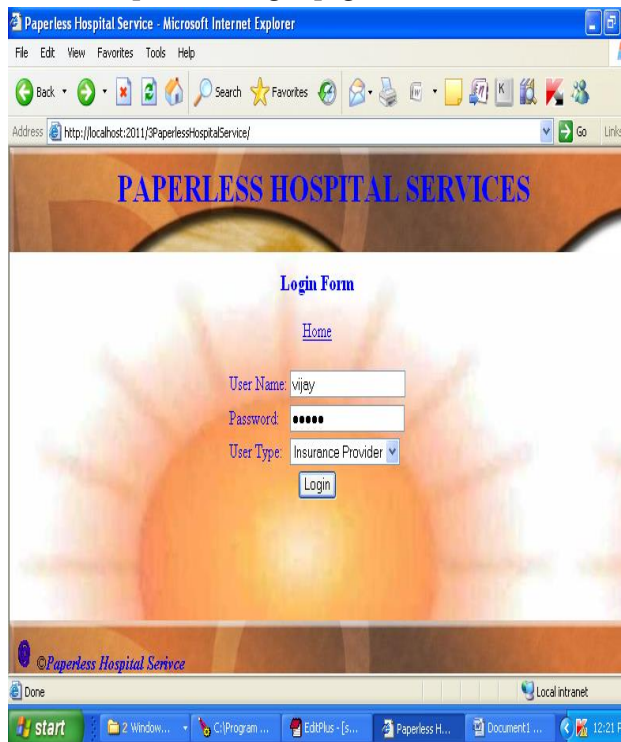 Paperless Hospital Service - Microsoft Internet Explorer
File Edit View Favorites Tools Help
Back Search Favorites
Address http://localhost:2011/3PaperlessHospitalService/ Go Links
PAPERLESS HOSPITAL SERVICES
Login Form
Home
User Name: vijay
Password: •••••
User Type: Insurance Provider
Login
©Paperless Hospital Serivce
Done Local intranet
start 2 Window... C:\Program ... EditPlus - [s... Paperless H... Document1 ... 12:21